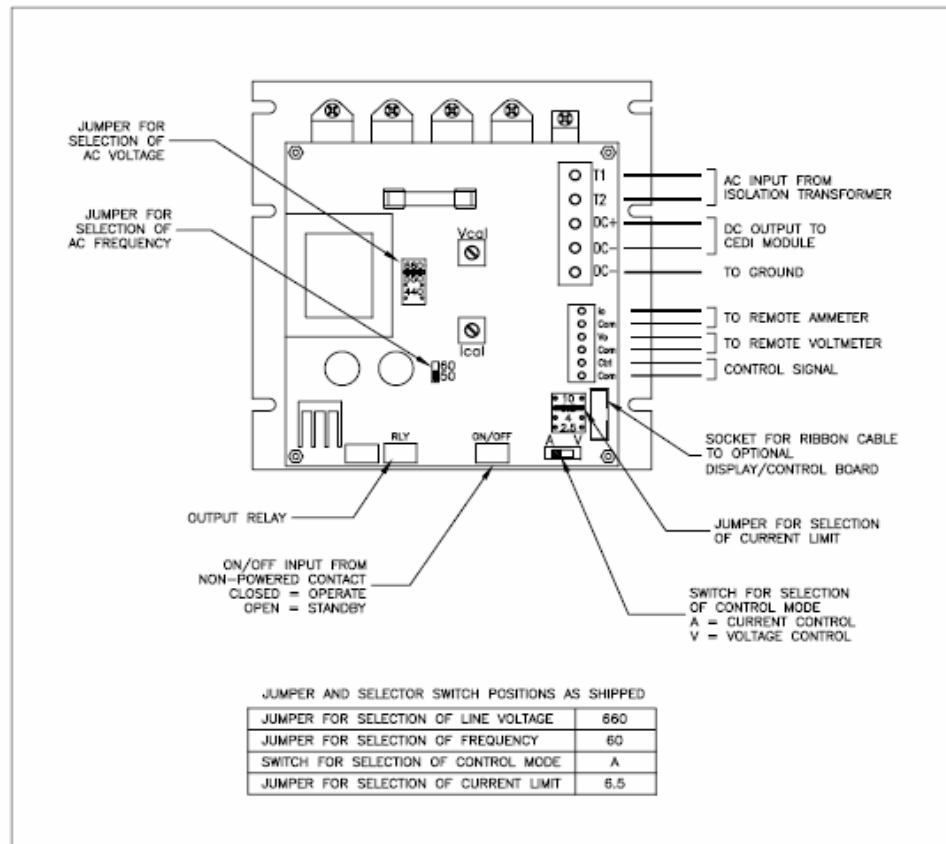 JUMPER FOR
SELECTION OF
AC VOLTAGE
JUMPER FOR
SELECTION OF
AC FREQUENCY
Vcal
440
Ical
60
50
T1
T2
DC+
DC-
DC-
AC INPUT FROM
ISOLATION TRANSFORMER
DC OUTPUT TO
CEDI MODULE
TO GROUND
Io
Com
Vo
Com
Ctrl
Com
TO REMOTE AMMETER
TO REMOTE VOLTMETER
CONTROL SIGNAL
10
4
2.5
A V
RLY
ON/OFF
SOCKET FOR RIBBON CABLE
TO OPTIONAL
DISPLAY/CONTROL BOARD
OUTPUT RELAY
JUMPER FOR SELECTION
OF CURRENT LIMIT
ON/OFF INPUT FROM
NON-POWERED CONTACT
CLOSED = OPERATE
OPEN = STANDBY
SWITCH FOR SELECTION
OF CONTROL MODE
A = CURRENT CONTROL
V = VOLTAGE CONTROL
JUMPER AND SELECTOR SWITCH POSITIONS AS SHIPPED
JUMPER FOR SELECTION OF LINE VOLTAGE 660
JUMPER FOR SELECTION OF FREQUENCY 60
SWITCH FOR SELECTION OF CONTROL MODE A
JUMPER FOR SELECTION OF CURRENT LIMIT 6.5